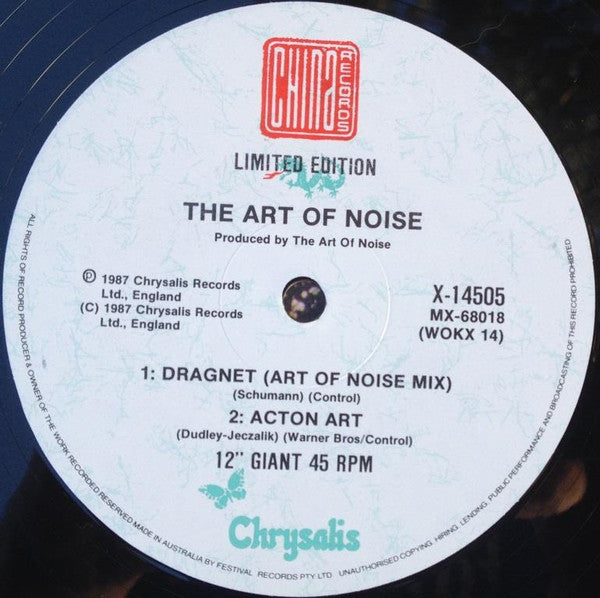 CHINA
RECORDS
LIMITED EDITION
THE ART OF NOISE
Produced by The Art Of Noise
℗ 1987 Chrysalis Records
Ltd., England
(C) 1987 Chrysalis Records
Ltd., England
X-14505
MX-68018
(WOKX 14)
1: DRAGNET (ART OF NOISE MIX)
(Schumann) (Control)
2: ACTON ART
(Dudley-Jeczalik) (Warner Bros/Control)
12" GIANT 45 RPM
Chrysalis
ALL RIGHTS OF RECORD PRODUCER & OWNER OF THE WORK RECORDED RESERVED MADE IN AUSTRALIA BY FESTIVAL RECORDS PTY LTD UNAUTHORISED COPYING, HIRING, LENDING, PUBLIC PERFORMANCE AND BROADCASTING OF THIS RECORD PROHIBITED